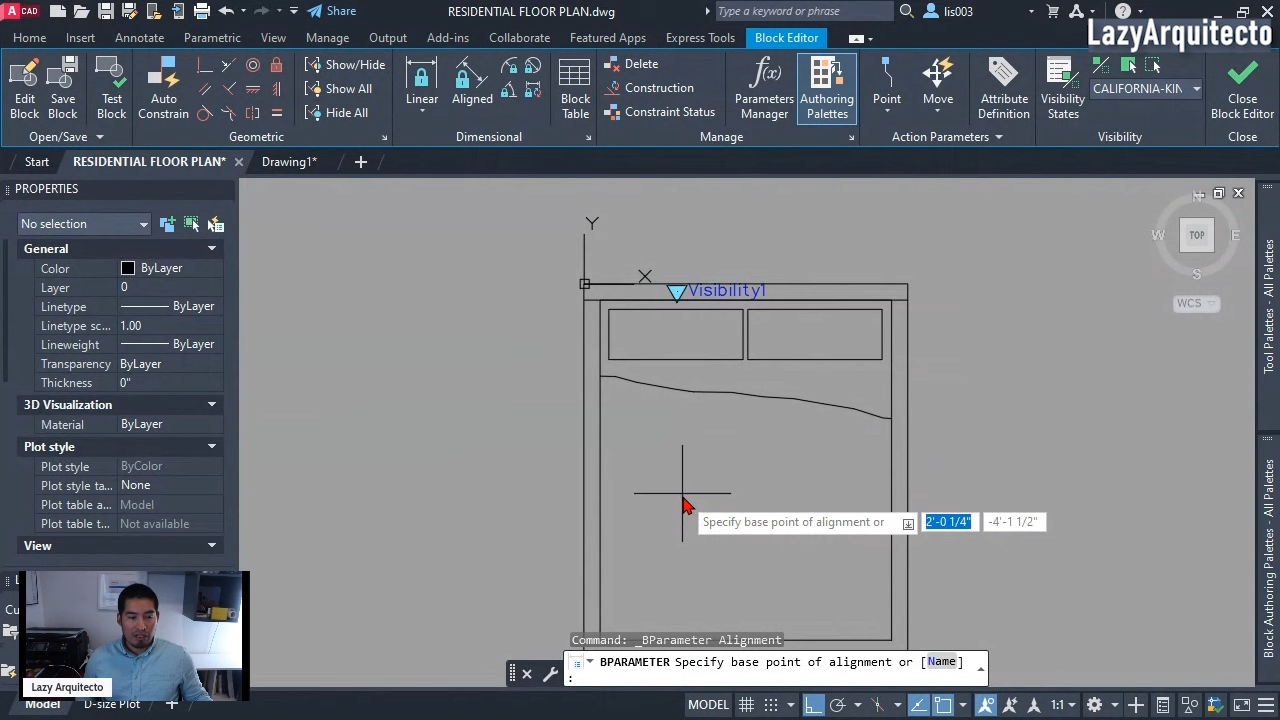 CAD
Share
RESIDENTIAL FLOOR PLAN.dwg
Type a keyword or phrase
lis003
LazyArquitecto
Home
Insert
Annotate
Parametric
View
Manage
Output
Add-ins
Collaborate
Featured Apps
Express Tools
Block Editor
Edit
Block
Save
Block
Test
Block
Auto
Constrain
Show/Hide
Show All
Hide All
Linear
Aligned
Block
Table
Delete
Construction
Constraint Status
Parameters
Manager
Authoring
Palettes
Point
Move
Attribute
Definition
Visibility
States
CALIFORNIA-KIN
Close
Block Editor
Open/Save
Geometric
Dimensional
Manage
Action Parameters
Visibility
Close
Start
RESIDENTIAL FLOOR PLAN*
Drawing1*
PROPERTIES
No selection
General
Color ByLayer
Layer 0
Linetype ByLayer
Linetype sc... 1.00
Lineweight ByLayer
Transparency ByLayer
Thickness 0"
3D Visualization
Material ByLayer
Plot style
Plot style ByColor
Plot style ta... None
Plot table a... Model
Plot table t... Not available
View
Cu
Y
X
Visibility1
N
W TOP E
S
WCS
Tool Palettes - All Palettes
Block Authoring Palettes - All Palettes
Specify base point of alignment or 2'-0 1/4" -4'-1 1/2"
Command: _BParameter Alignment
BPARAMETER Specify base point of alignment or [Name]
:
Lazy Arquitecto
Model
D-size Plot
MODEL
1:1